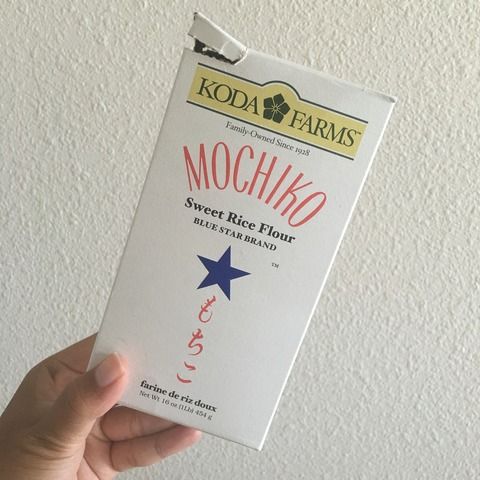 KODA FARMS™
Family-Owned Since 1928
MOCHIKO
Sweet Rice Flour
BLUE STAR BRAND
™
もちこ
farine de riz doux
Net Wt 16 oz (1Lb) 454 g